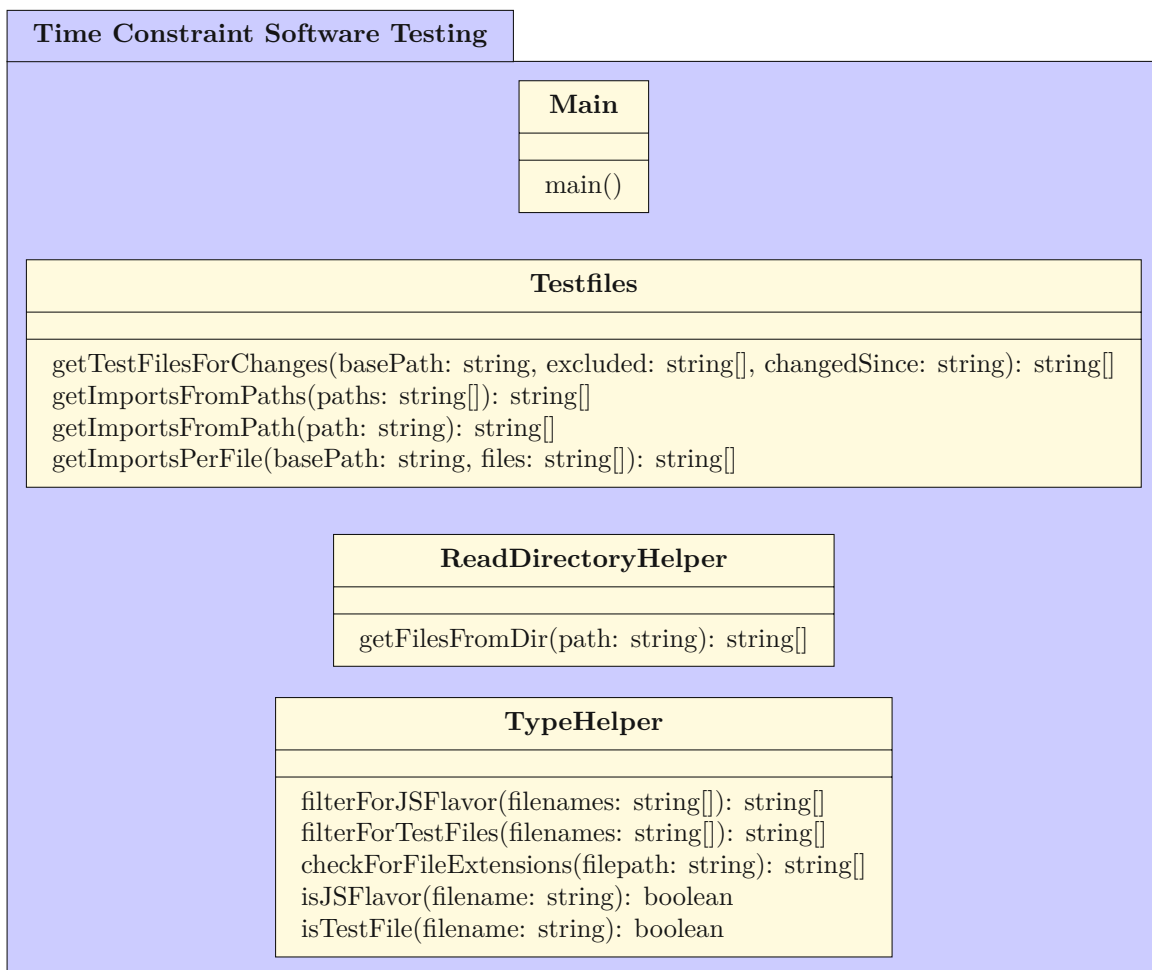 Time Constraint Software Testing
Main
main()
Testfiles
getTestFilesForChanges(basePath: string, excluded: string[], changedSince: string): string[]
getImportsFromPaths(paths: string[]): string[]
getImportsFromPath(path: string): string[]
getImportsPerFile(basePath: string, files: string[]): string[]
ReadDirectoryHelper
getFilesFromDir(path: string): string[]
TypeHelper
filterForJSFlavor(filenames: string[]): string[]
filterForTestFiles(filenames: string[]): string[]
checkForFileExtensions(filepath: string): string[]
isJSFlavor(filename: string): boolean
isTestFile(filename: string): boolean